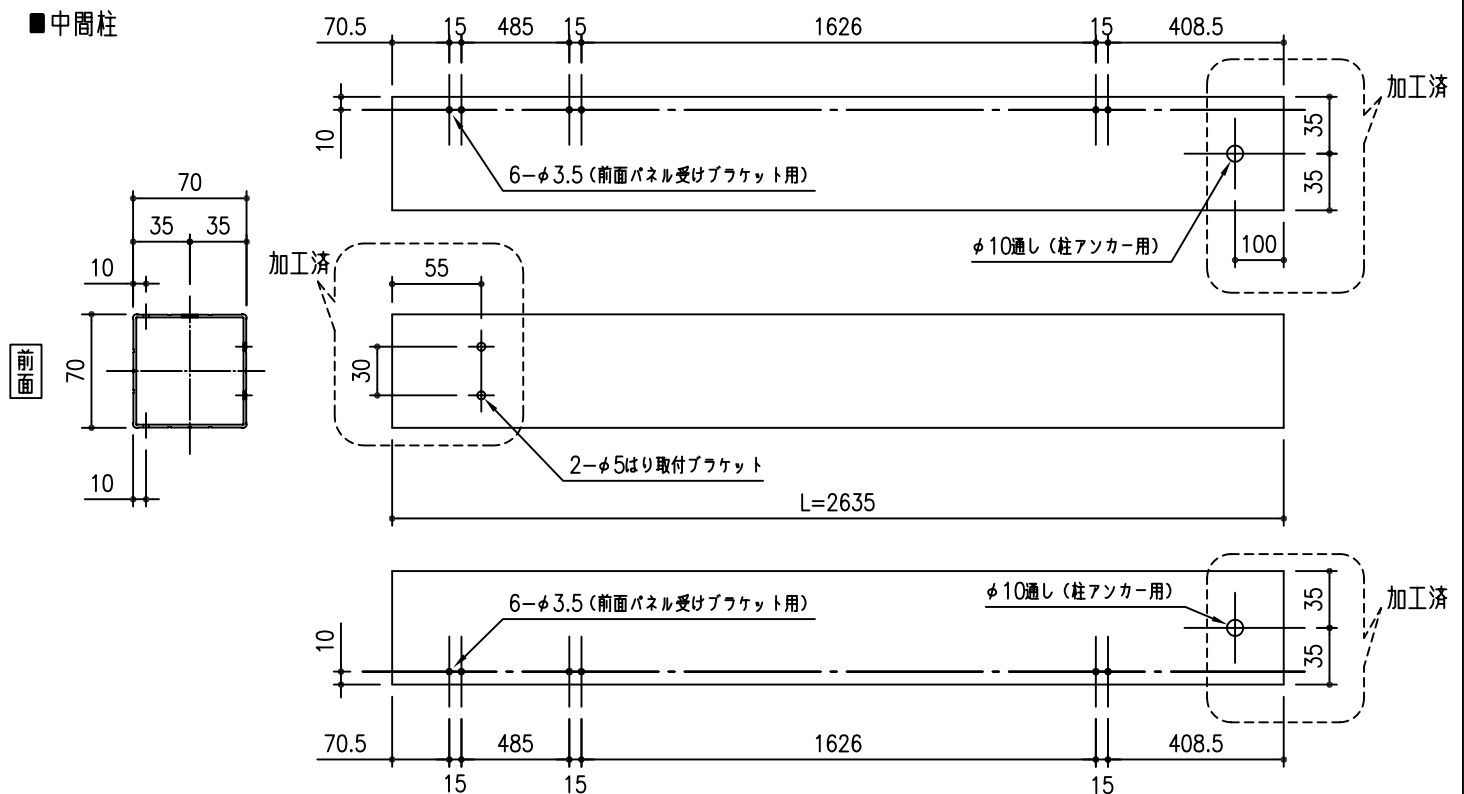 ■中間柱
70.5 15 485 15 1626 15 408.5
加工済
10
35
35
6-φ3.5(前面パネル受けブラケット用)
φ10通し(柱アンカー用)
100
70
35 35
10
70
10
前面
加工済
55
30
2-φ5はり取付ブラケット
L=2635
6-φ3.5(前面パネル受けブラケット用)
φ10通し(柱アンカー用)
加工済
10
35
35
70.5 485 1626 408.5
15 15 15